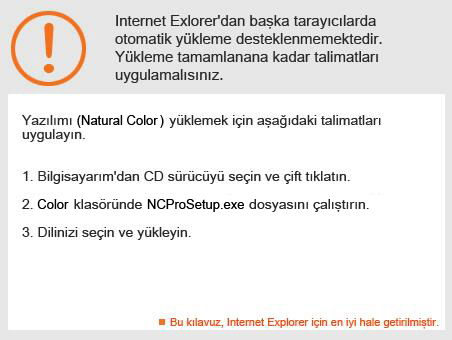 Internet Exlorer'dan başka tarayıcılarda
otomatik yükleme desteklenmemektedir.
Yükleme tamamlanana kadar talimatları
uygulamalısınız.
Yazılımı (Natural Color) yüklemek için aşağıdaki talimatları
uygulayın.
1. Bilgisayarım'dan CD sürücüyü seçin ve çift tıklatın.
2. Color klasöründe NCProSetup.exe dosyasını çalıştırın.
3. Dilinizi seçin ve yükleyin.
Bu kılavuz, Internet Explorer için en iyi hale getirilmiştir.